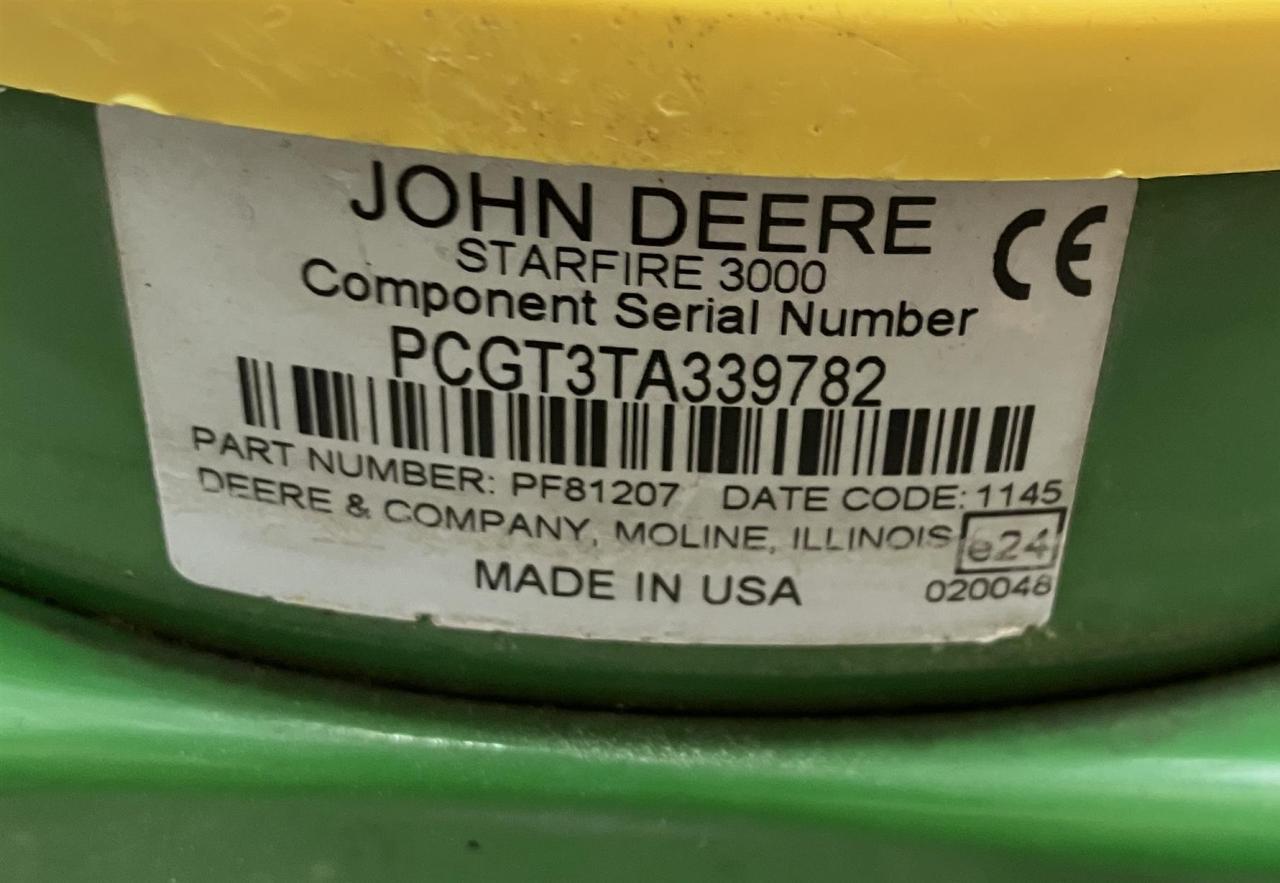 JOHN DEERE
CE
STARFIRE 3000
Component Serial Number
PCGT3TA339782
PART NUMBER: PF81207 DATE CODE: 1145
DEERE & COMPANY, MOLINE, ILLINOIS
e24
MADE IN USA
020048